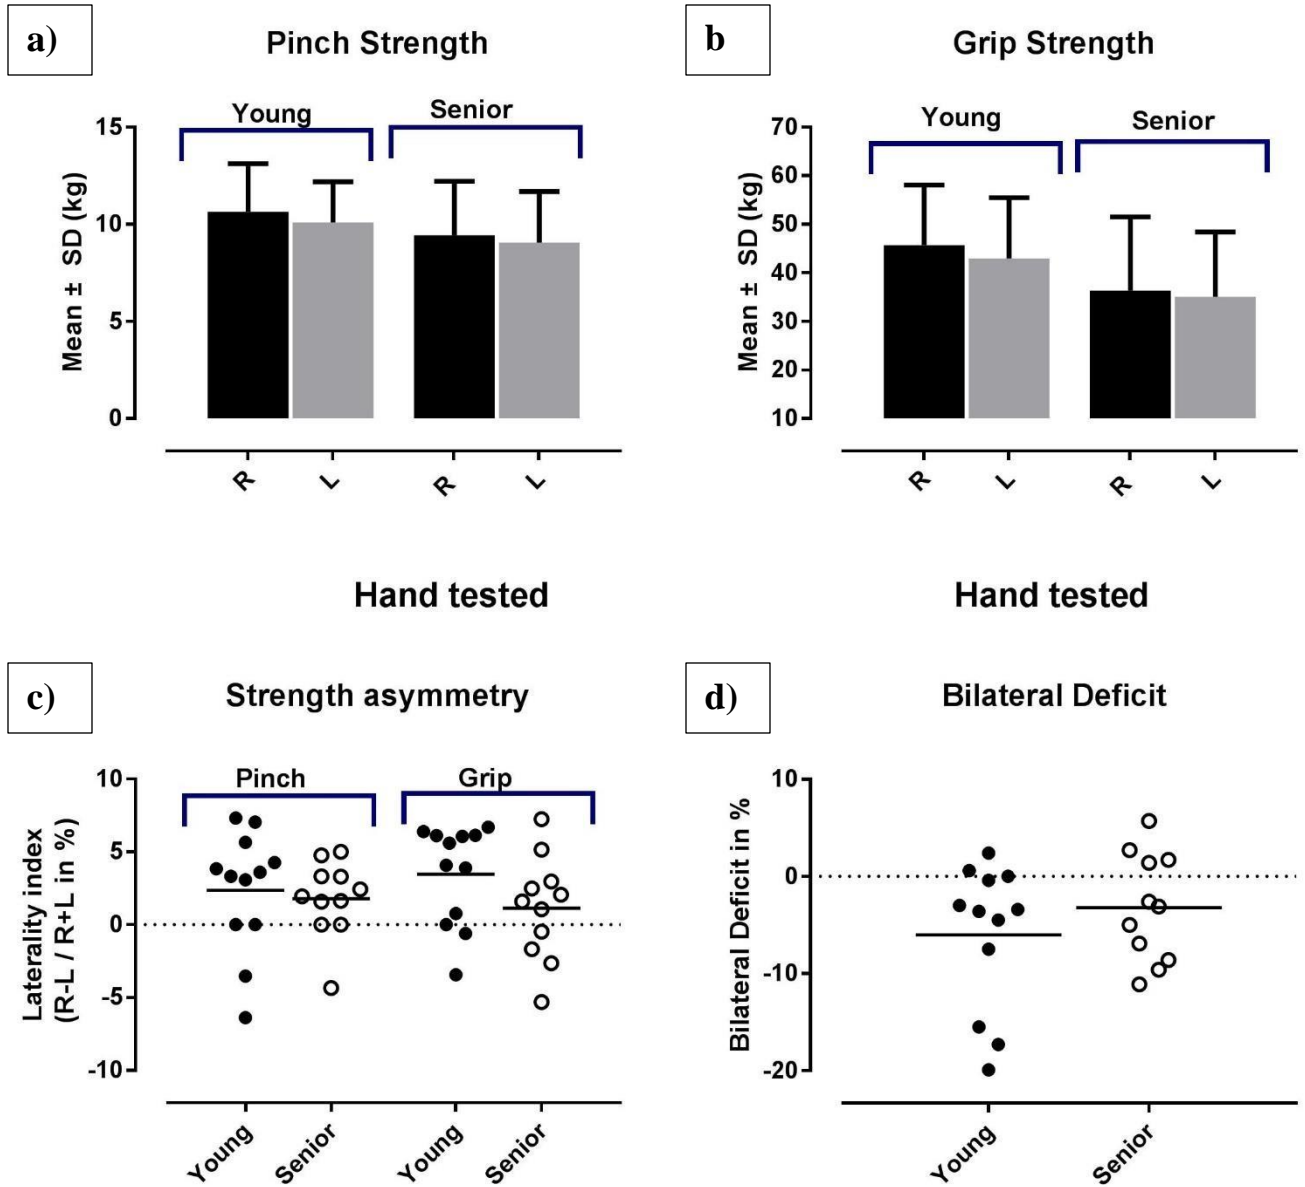 a)
Pinch Strength
Young
Senior
Mean ± SD (kg)
15
10
5
0
R
L
R
L
Hand tested
b
Grip Strength
Young
Senior
Mean ± SD (kg)
70
60
50
40
30
20
10
R
L
R
L
Hand tested
c)
Strength asymmetry
Pinch
Grip
Laterality index
(R-L / R+L in %)
10
5
0
-5
-10
Young
Senior
Young
Senior
d)
Bilateral Deficit
Bilateral Deficit in %
10
0
-10
-20
Young
Senior